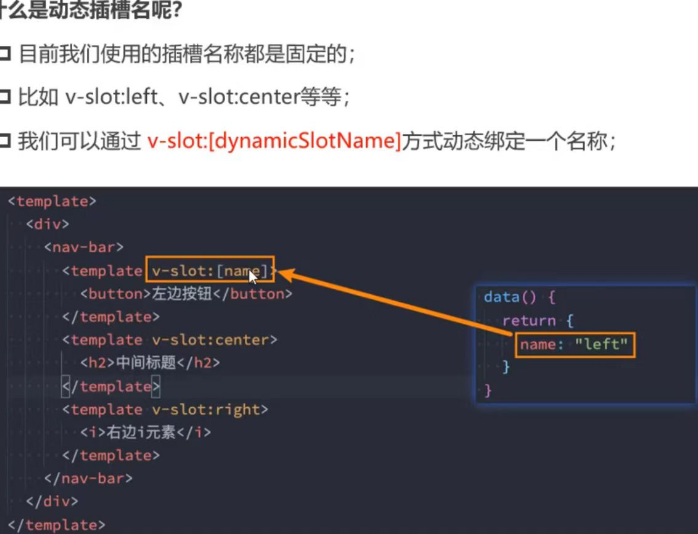 什么是动态插槽名呢？
目前我们使用的插槽名称都是固定的；
比如 v-slot:left、v-slot:center等等；
我们可以通过 v-slot:[dynamicSlotName]方式动态绑定一个名称；
<template>
<div>
<nav-bar>
<template v-slot:[name]>
<button>左边按钮</button>
</template>
<template v-slot:center>
<h2>中间标题</h2>
</template>
<template v-slot:right>
<i>右边i元素</i>
</template>
</nav-bar>
</div>
</template>
data() {
return {
name: "left"
}
}